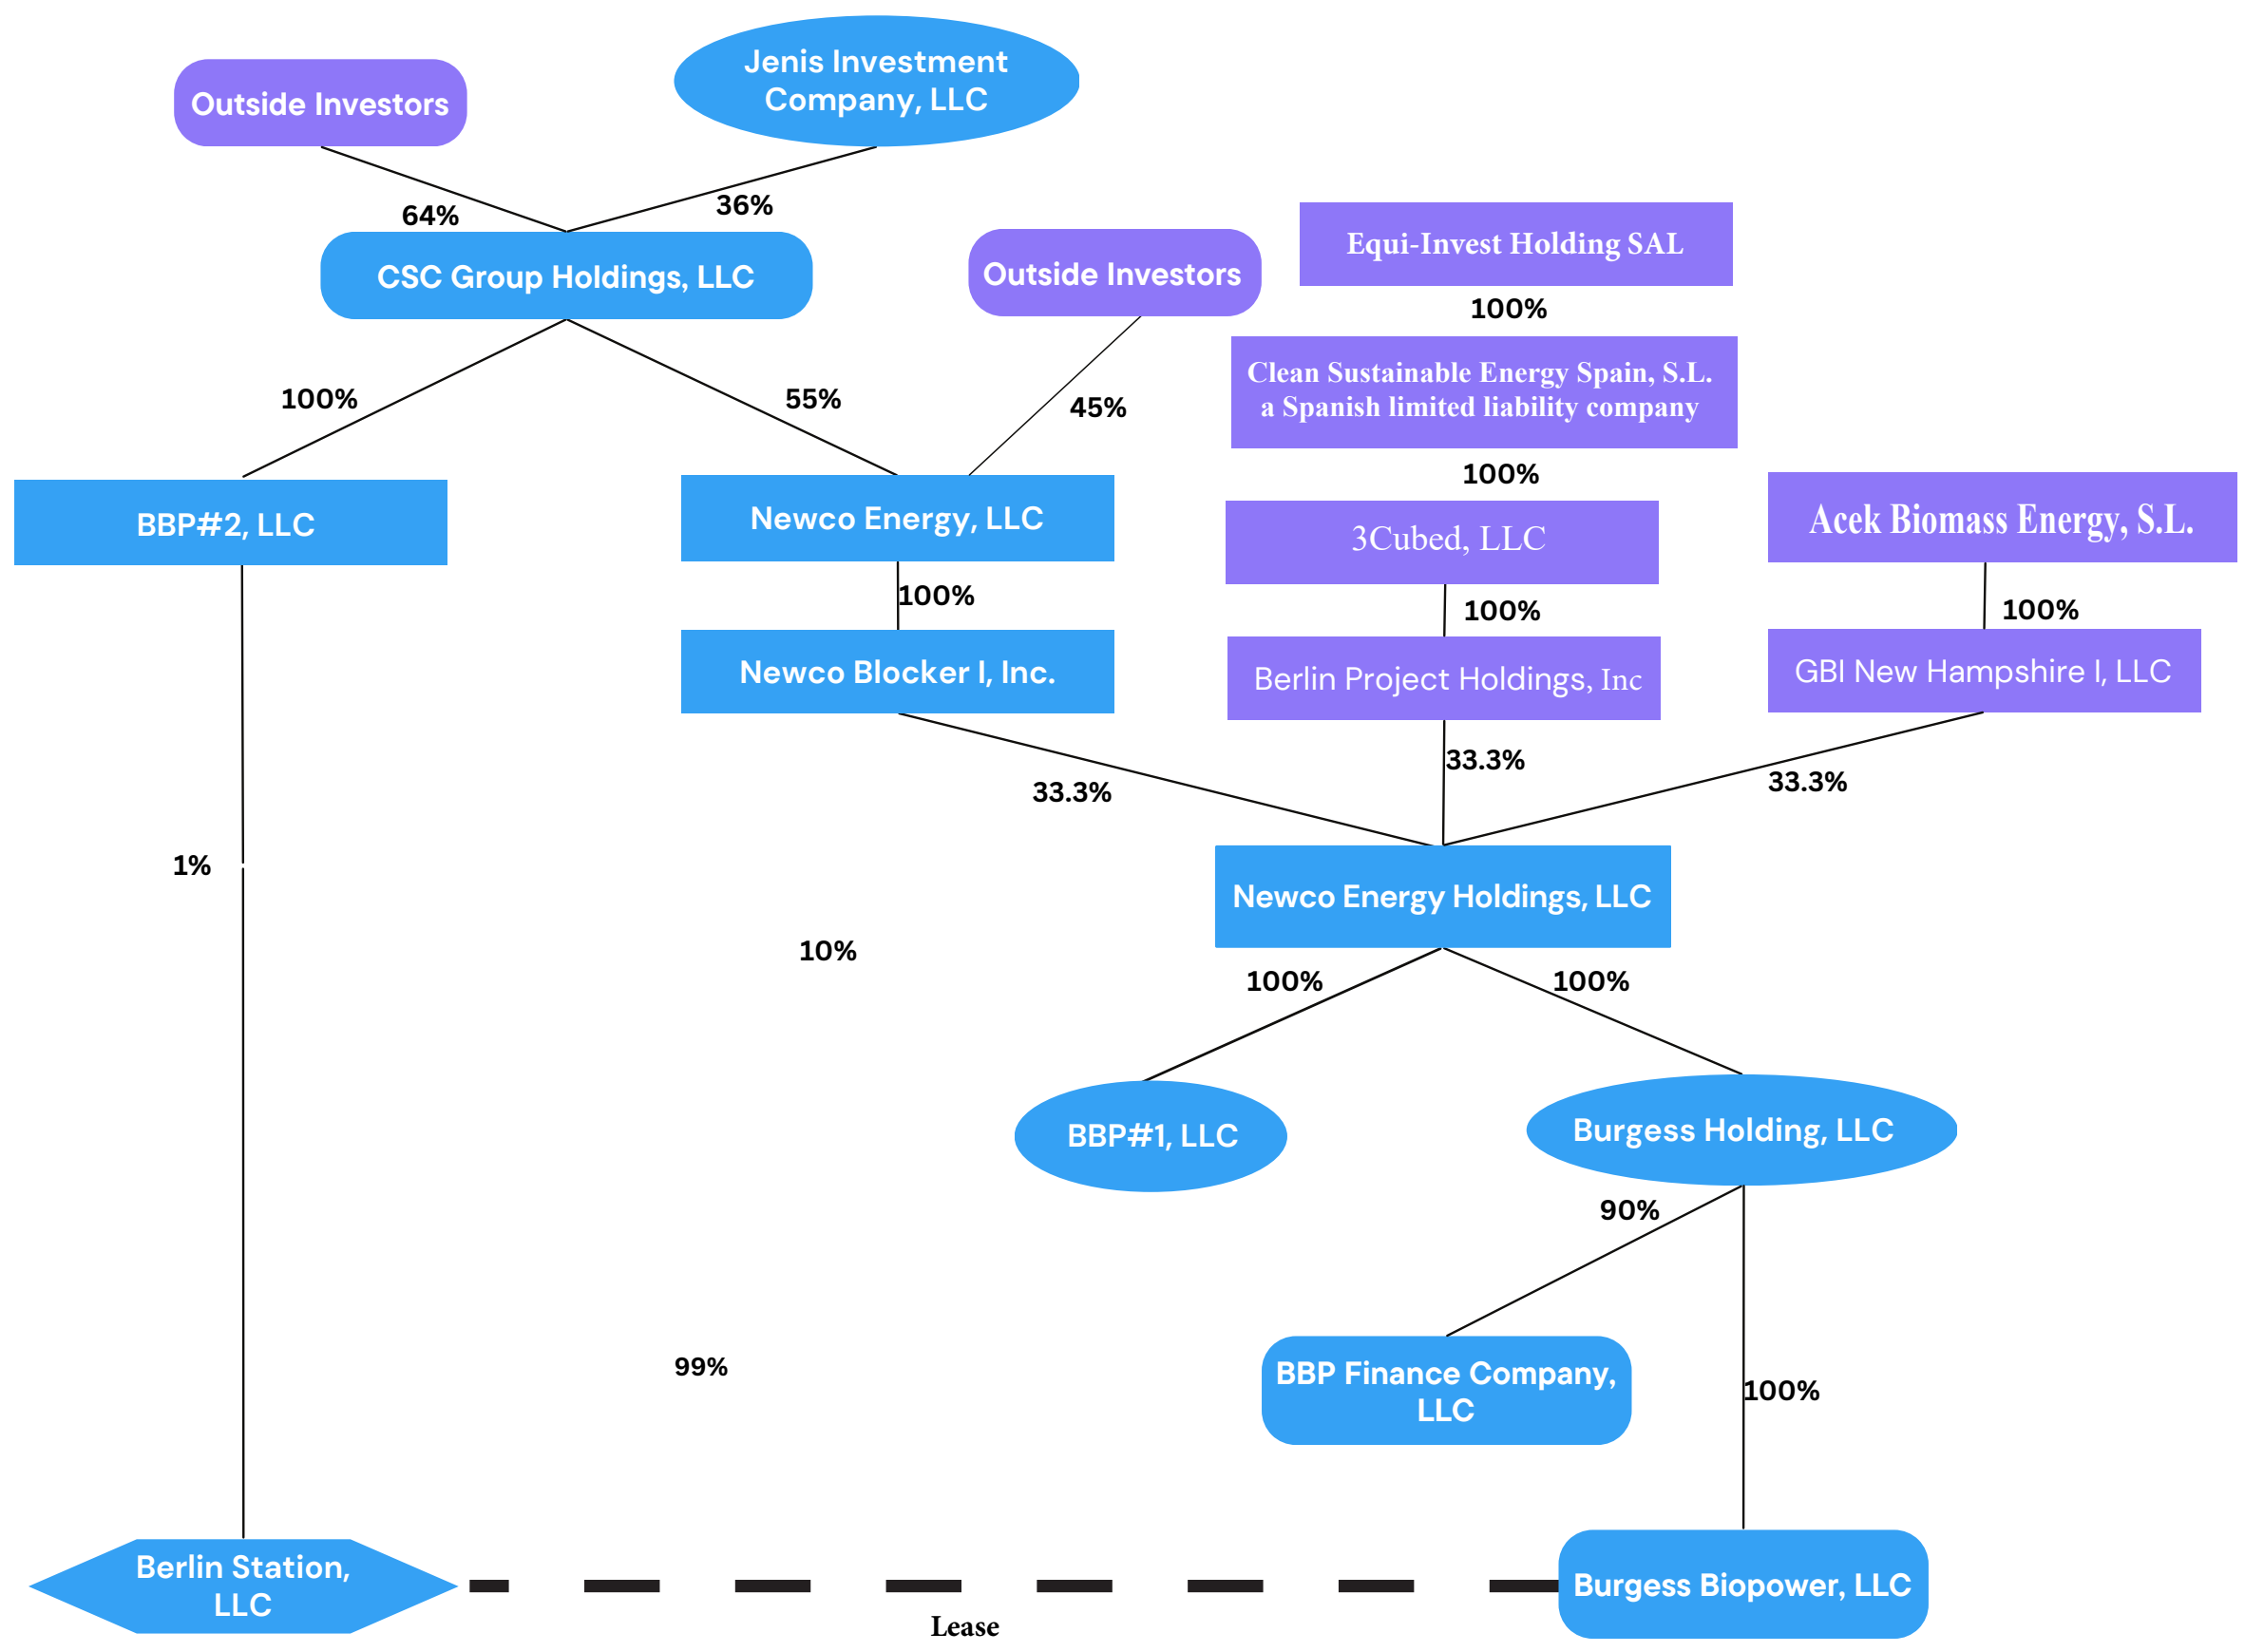 Jenis Investment
Company, LLC
Outside Investors
64%
36%
Equi-Invest Holding SAL
CSC Group Holdings, LLC
Outside Investors
100%
Clean Sustainable Energy Spain, S.L.
a Spanish limited liability company
100%
55%
45%
100%
BBP#2, LLC
Newco Energy, LLC
3Cubed, LLC
Acek Biomass Energy, S.L.
100%
100%
100%
Newco Blocker I, Inc.
Berlin Project Holdings, Inc
GBI New Hampshire I, LLC
33.3%
33.3%
33.3%
1%
Newco Energy Holdings, LLC
10%
100%
100%
BBP#1, LLC
Burgess Holding, LLC
90%
99%
BBP Finance Company,
LLC
100%
Berlin Station,
LLC
Burgess Biopower, LLC
Lease